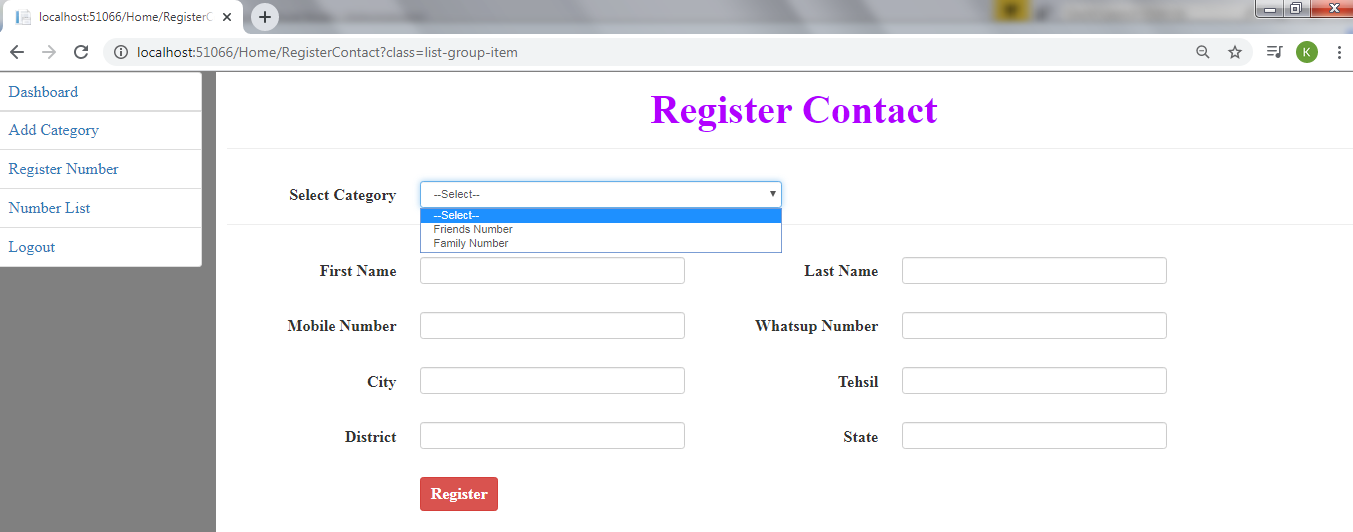 localhost:51066/Home/RegisterC
localhost:51066/Home/RegisterContact?class=list-group-item
K
Dashboard
Add Category
Register Number
Number List
Logout
Register Contact
Select Category --Select--
--Select--
Friends Number
Family Number
First Name Last Name
Mobile Number Whatsup Number
City Tehsil
District State
Register